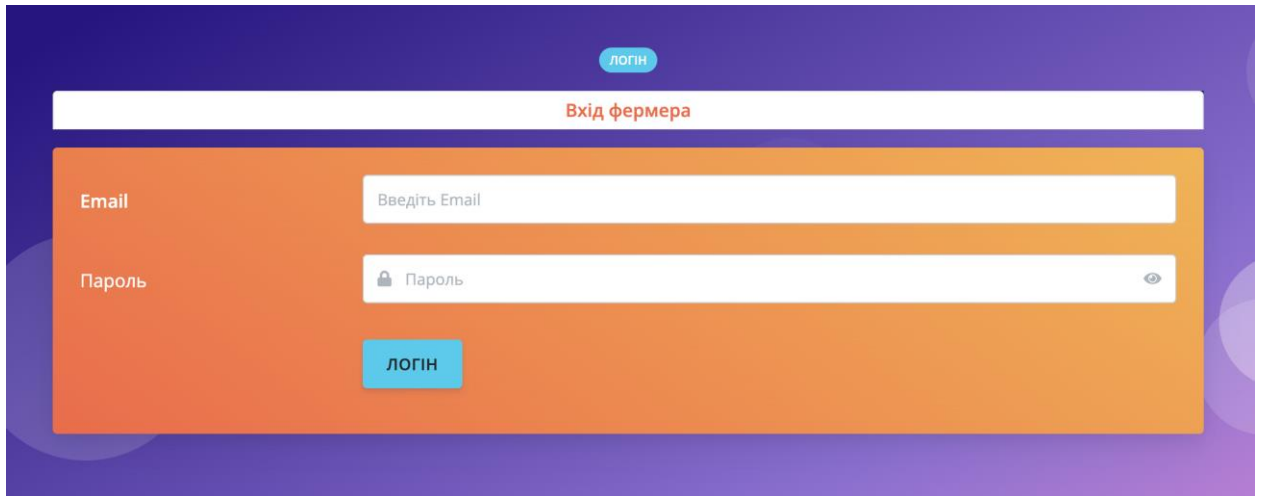 ЛОГІН
Вхід фермера
Email
Введіть Email
Пароль
Пароль
ЛОГІН